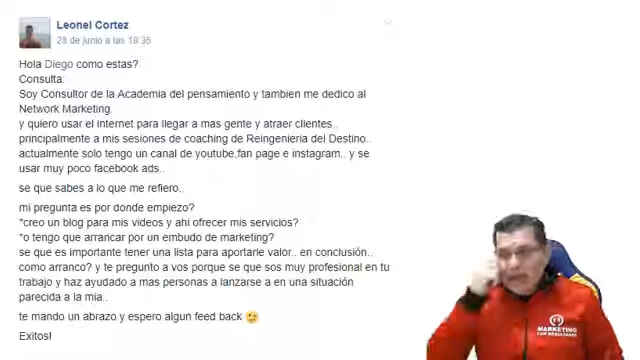 Leonel Cortez
28 de junio a las 19:35
Hola Diego como estas?
Consulta:
Soy Consultor de la Academia del pensamiento y tambien me dedico al
Network Marketing.
y quiero usar el internet para llegar a mas gente y atraer clientes..
principalmente a mis sesiones de coaching de Reingenieria del Destino..
actualmente solo tengo un canal de youtube,fan page e instagram.. y se
usar muy poco facebook ads..
se que sabes a lo que me refiero..
mi pregunta es por donde empiezo?
*creo un blog para mis videos y ahi ofrecer mis servicios?
*o tengo que arrancar por un embudo de marketing?
se que es importante tener una lista para aportarle valor.. en conclusión..
como arranco? y te pregunto a vos porque se que sos muy profesional en tu
trabajo y haz ayudado a mas personas a lanzarse a en una situación
parecida a la mia..
te mando un abrazo y espero algun feed back
Exitos!
MARKETING
CON RESULTADOS